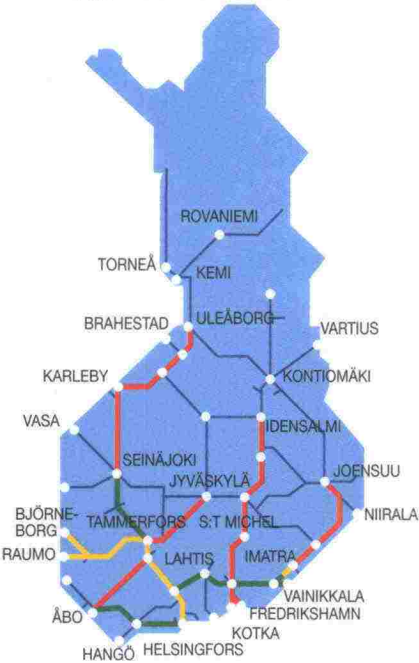 ROVANIEMI
TORNEÅ
KEMI
BRAHESTAD
ULEÅBORG
VARTIUS
KARLEBY
KONTIOMÄKI
VASA
IDENSALMI
SEINÄJOKI
JYVÄSKYLÄ
JOENSUU
BJÖRNE-
BORG
TAMMERFORS
S:T MICHEL
NIIRALA
RAUMO
LAHTIS
IMATRA
VAINIKKALA
ÅBO
FREDRIKSHAMN
KOTKA
HELSINGFORS
HANGÖ